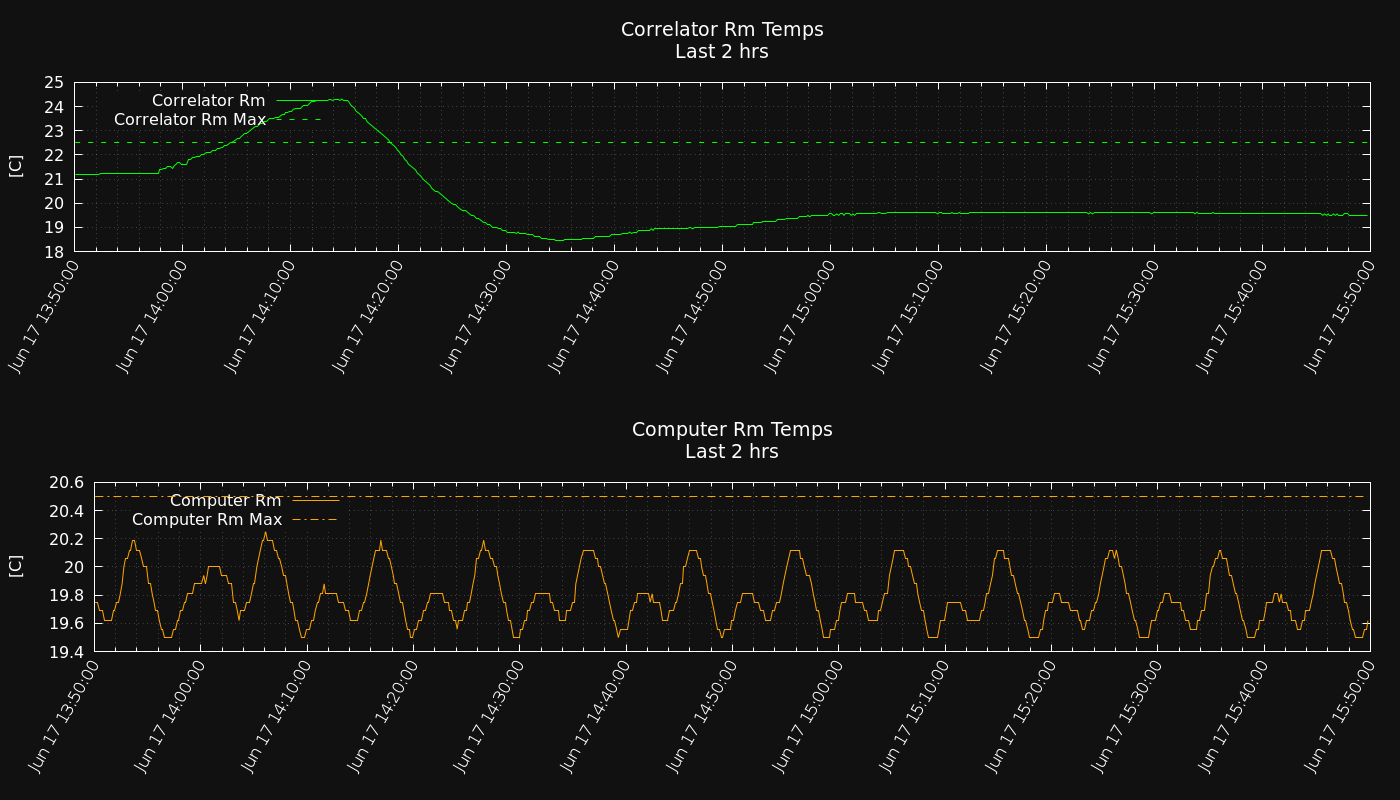 Correlator Rm Temps
Last 2 hrs
25
24
23
22
21
20
19
18
[C]
Correlator Rm
Correlator Rm Max
Jun 17 13:50:00
Jun 17 14:00:00
Jun 17 14:10:00
Jun 17 14:20:00
Jun 17 14:30:00
Jun 17 14:40:00
Jun 17 14:50:00
Jun 17 15:00:00
Jun 17 15:10:00
Jun 17 15:20:00
Jun 17 15:30:00
Jun 17 15:40:00
Jun 17 15:50:00
Computer Rm Temps
Last 2 hrs
20.6
20.4
20.2
20
19.8
19.6
19.4
[C]
Computer Rm
Computer Rm Max
Jun 17 13:50:00
Jun 17 14:00:00
Jun 17 14:10:00
Jun 17 14:20:00
Jun 17 14:30:00
Jun 17 14:40:00
Jun 17 14:50:00
Jun 17 15:00:00
Jun 17 15:10:00
Jun 17 15:20:00
Jun 17 15:30:00
Jun 17 15:40:00
Jun 17 15:50:00